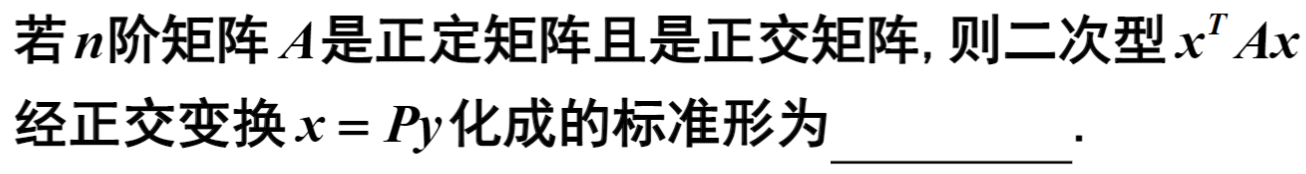 若n阶矩阵A是正定矩阵且是正交矩阵, 则二次型x^T Ax
经正交变换x = Py化成的标准形为________.